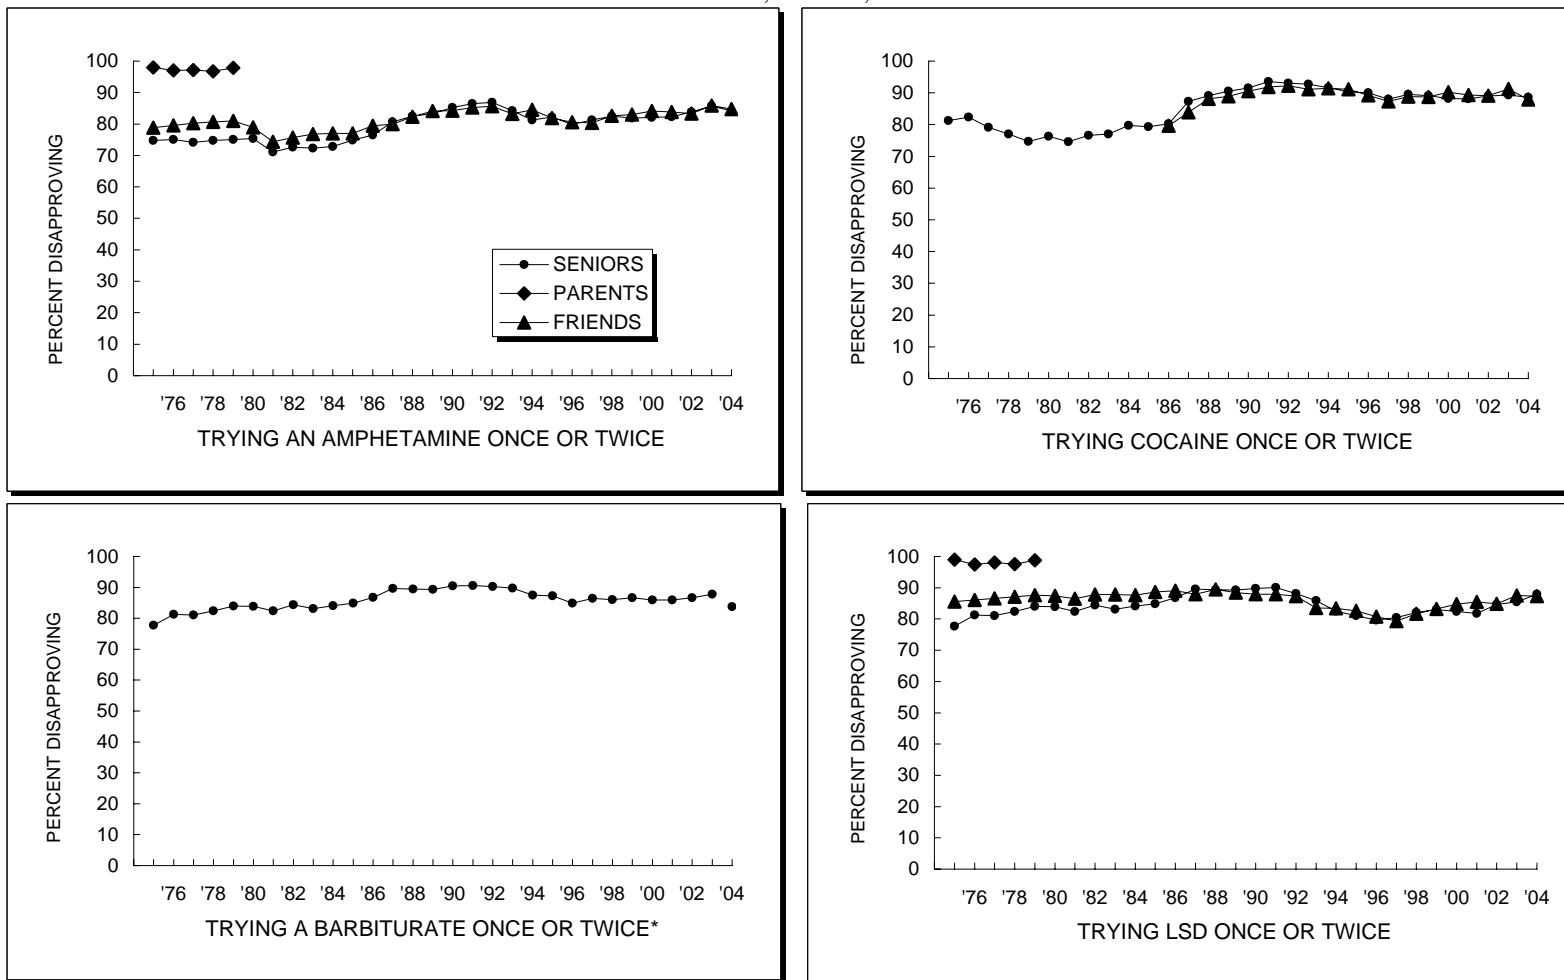 100
90
80
70
60
50
40
30
20
10
0
PERCENT DISAPPROVING
SENIORS
PARENTS
FRIENDS
'76 '78 '80 '82 '84 '86 '88 '90 '92 '94 '96 '98 '00 '02 '04
TRYING AN AMPHETAMINE ONCE OR TWICE
100
90
80
70
60
50
40
30
20
10
0
PERCENT DISAPPROVING
'76 '78 '80 '82 '84 '86 '88 '90 '92 '94 '96 '98 '00 '02 '04
TRYING COCAINE ONCE OR TWICE
100
90
80
70
60
50
40
30
20
10
0
PERCENT DISAPPROVING
'76 '78 '80 '82 '84 '86 '88 '90 '92 '94 '96 '98 '00 '02 '04
TRYING A BARBITURATE ONCE OR TWICE*
100
90
80
70
60
50
40
30
20
10
0
PERCENT DISAPPROVING
'76 '78 '80 '82 '84 '86 '88 '90 '92 '94 '96 '98 '00 '02 '04
TRYING LSD ONCE OR TWICE